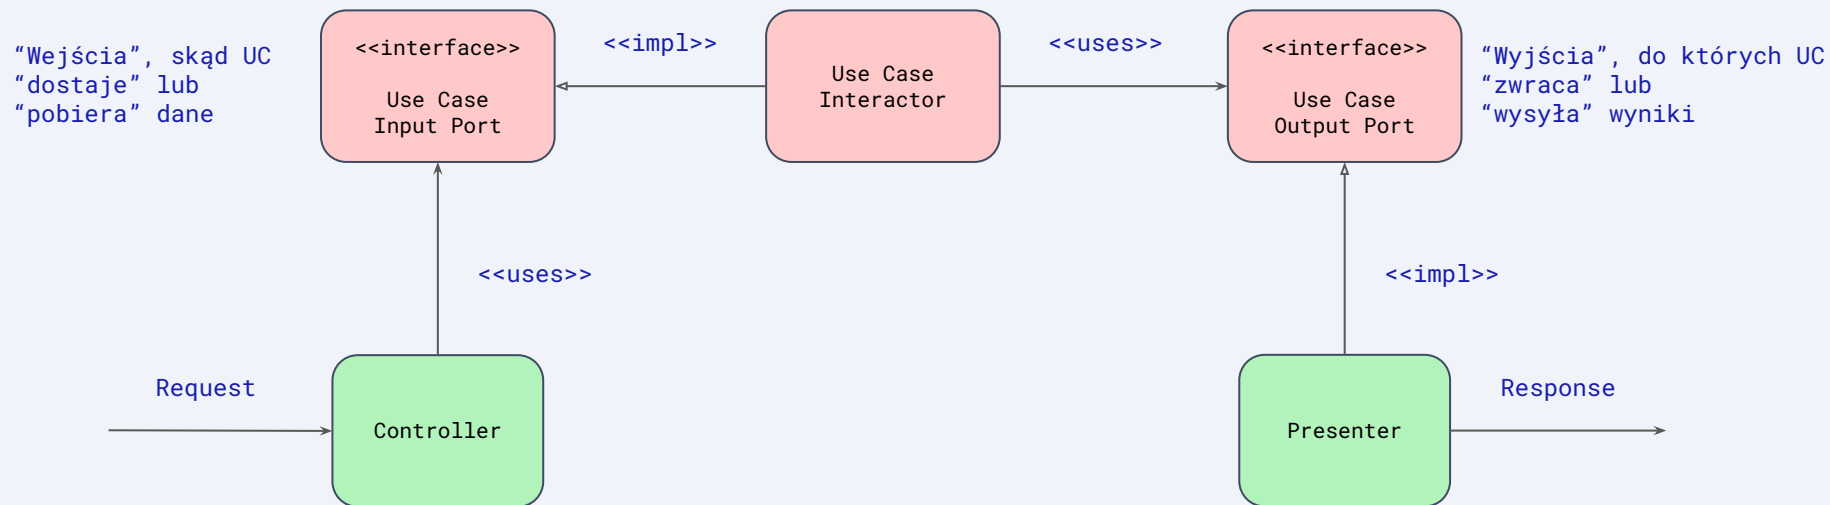 “Wejścia”, skąd UC
“dostaje” lub
“pobiera” dane
<<interface>>
Use Case
Input Port
<<impl>>
Use Case
Interactor
<<uses>>
<<interface>>
Use Case
Output Port
“Wyjścia”, do których UC
“zwraca” lub
“wysyła” wyniki
<<uses>>
<<impl>>
Request
Controller
Presenter
Response